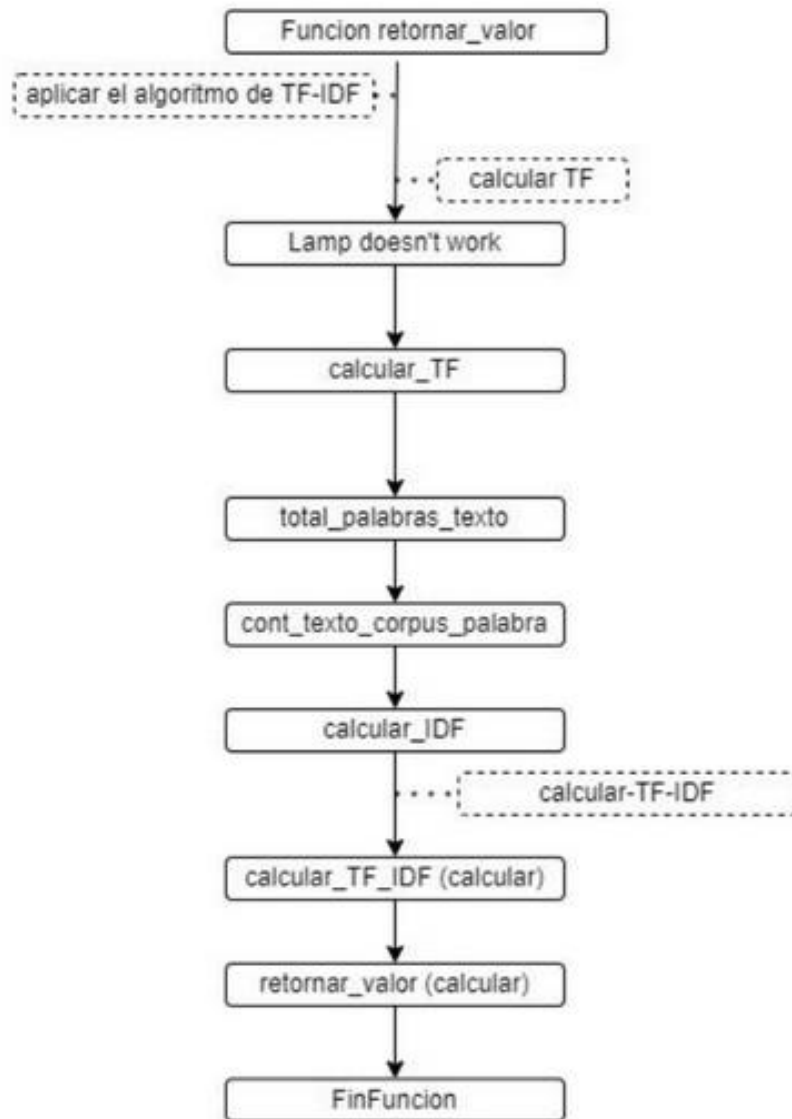 Funcion retornar_valor
aplicar el algoritmo de TF-IDF
calcular TF
Lamp doesn't work
calcular_TF
total_palabras_texto
cont_texto_corpus_palabra
calcular_IDF
calcular-TF-IDF
calcular_TF_IDF (calcular)
retornar_valor (calcular)
FinFuncion